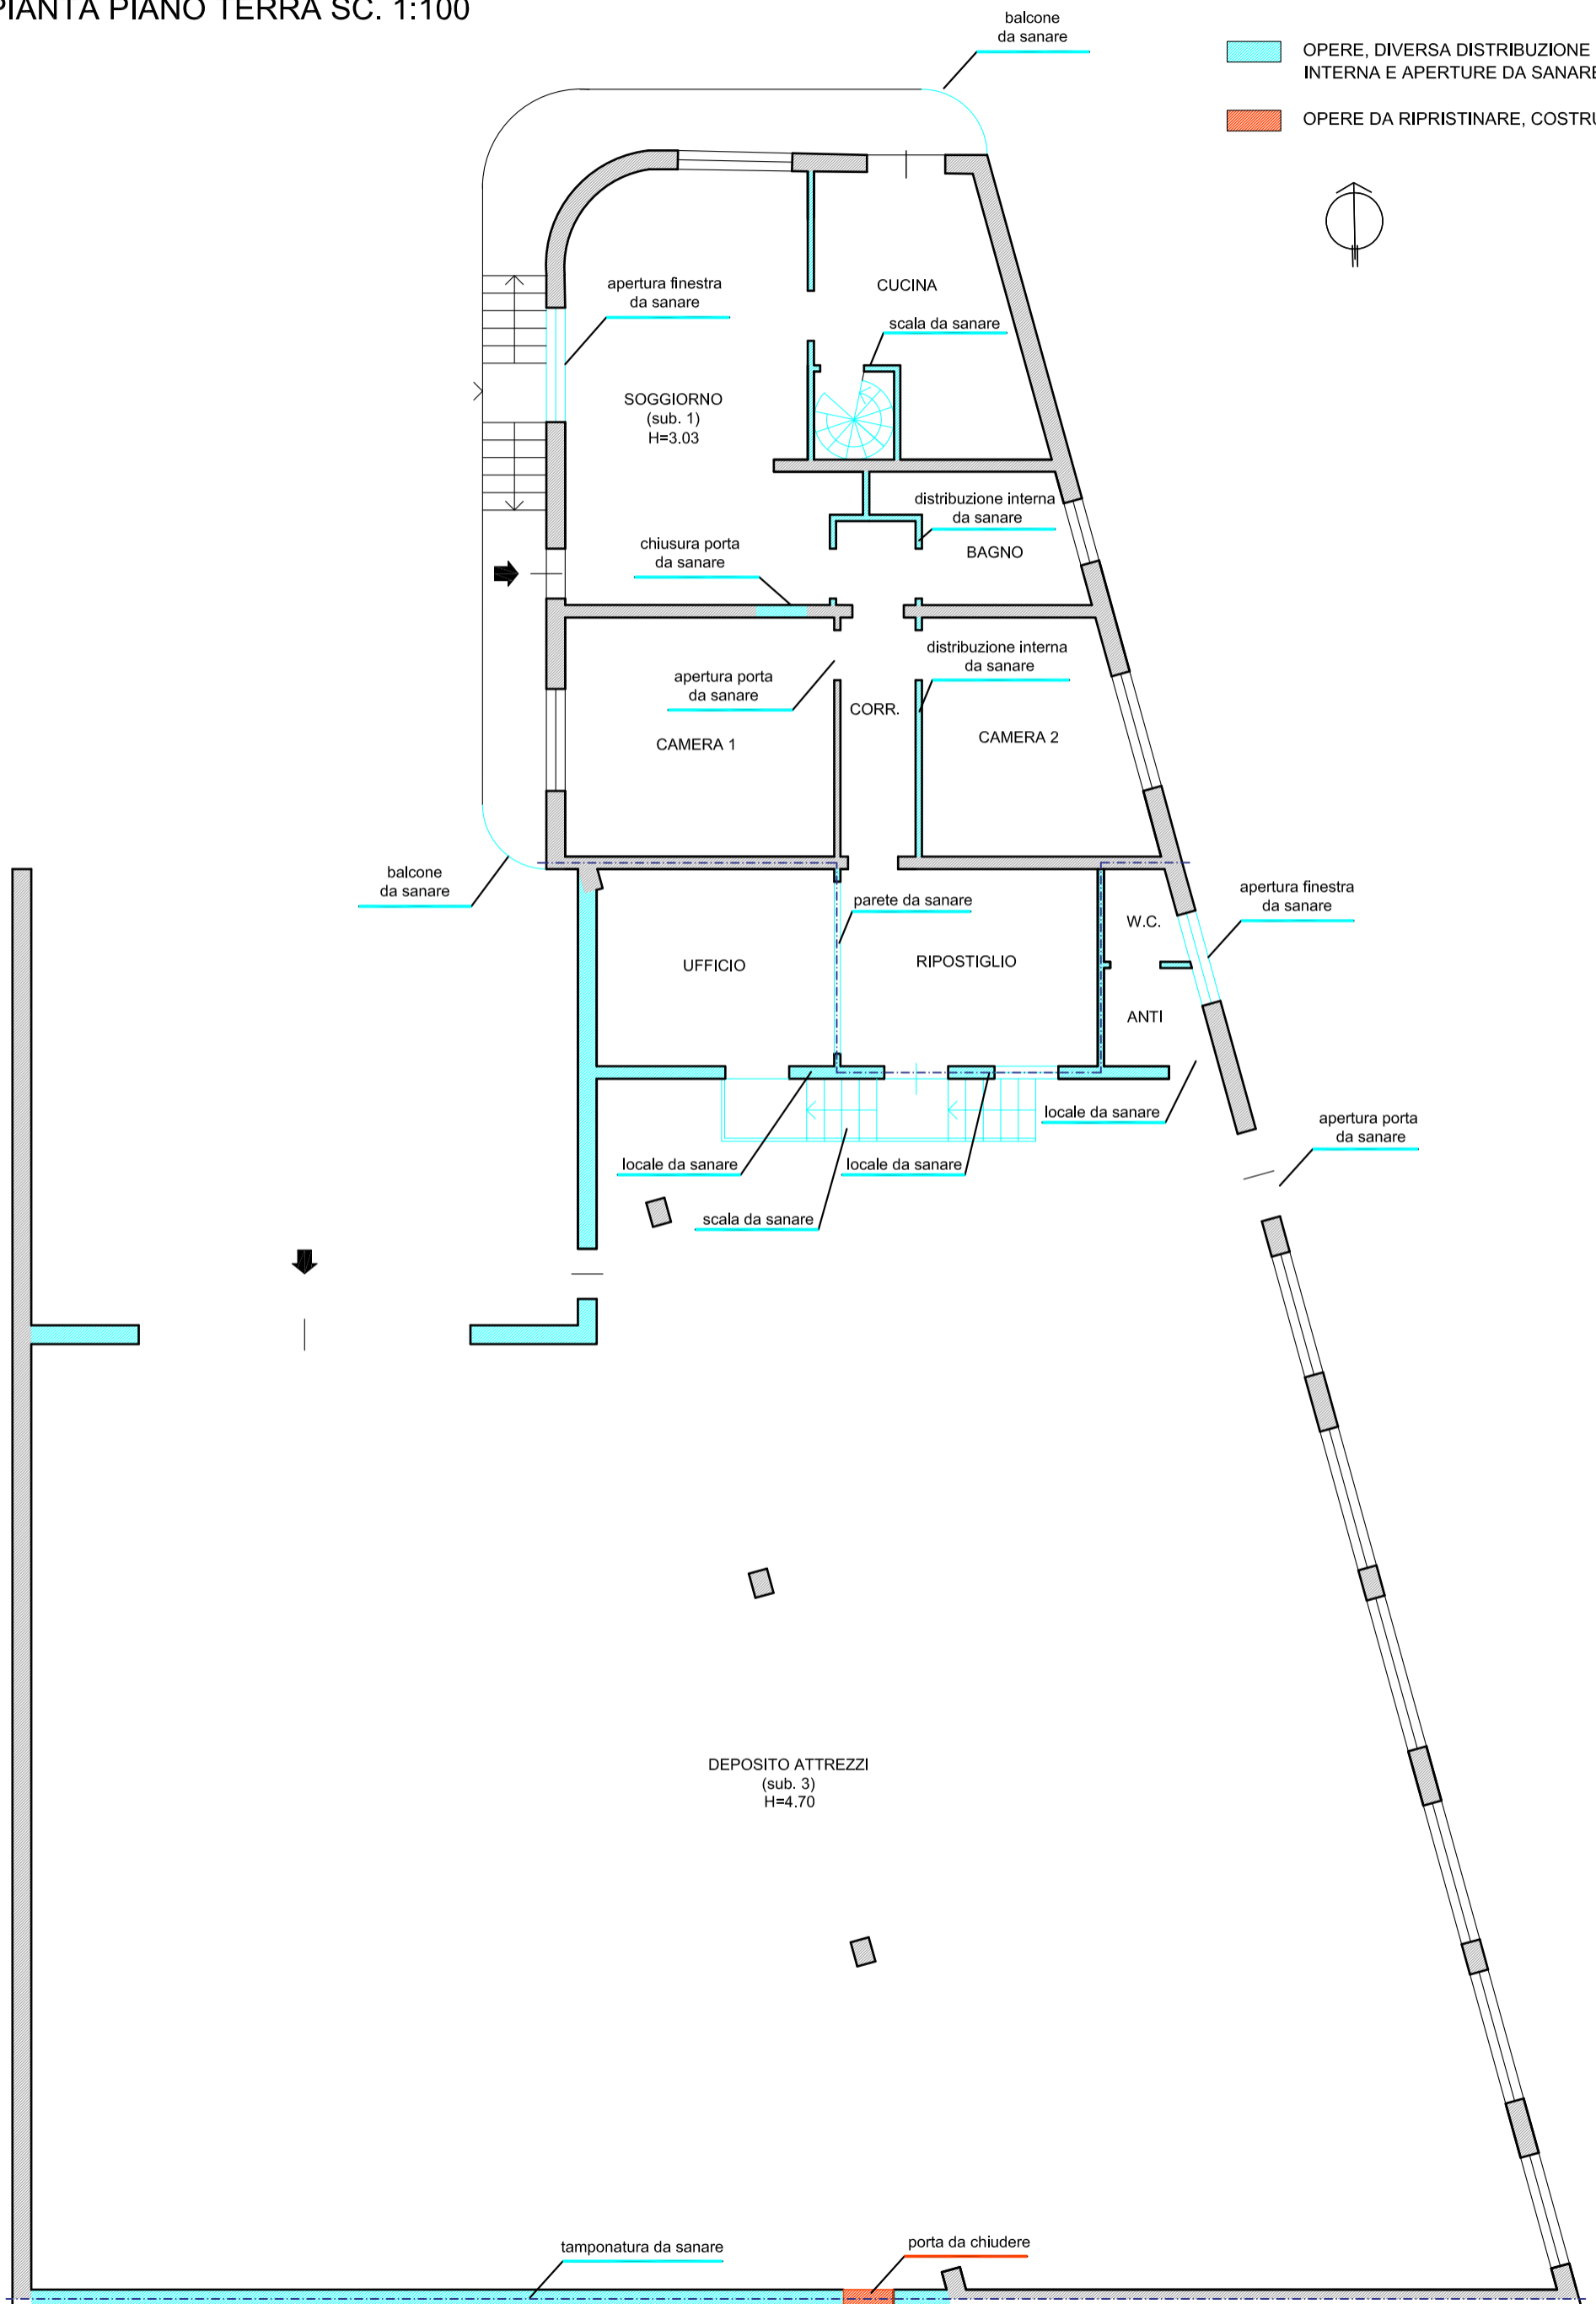 PIANTA PIANO TERRA SC. 1:100
balcone
da sanare
OPERE, DIVERSA DISTRIBUZIONE
INTERNA E APERTURE DA SANARE
OPERE DA RIPRISTINARE,
apertura finestra
da sanare
CUCINA
scala da sanare
SOGGIORNO
(sub. 1)
H=3.03
distribuzione interna
da sanare
chiusura porta
da sanare
BAGNO
distribuzione interna
da sanare
apertura porta
da sanare
CORR.
CAMERA 1
CAMERA 2
balcone
da sanare
apertura finestra
da sanare
parete da sanare
W.C.
UFFICIO
RIPOSTIGLIO
ANTI
locale da sanare
apertura porta
da sanare
locale da sanare
locale da sanare
scala da sanare
DEPOSITO ATTREZZI
(sub. 3)
H=4.70
tamponatura da sanare
porta da chiudere